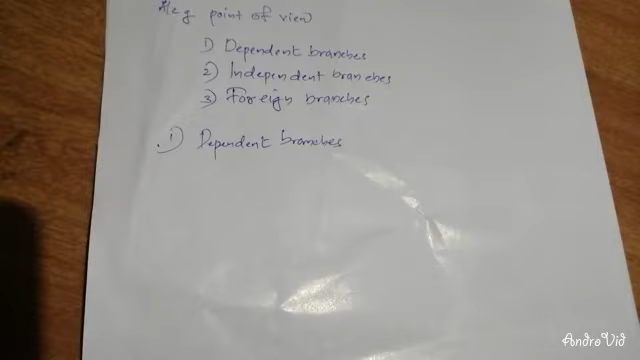 A/c g point of view
1) Dependent branches
2) Independent branches
3) Foreign branches
1) Dependent branches
AndroVid